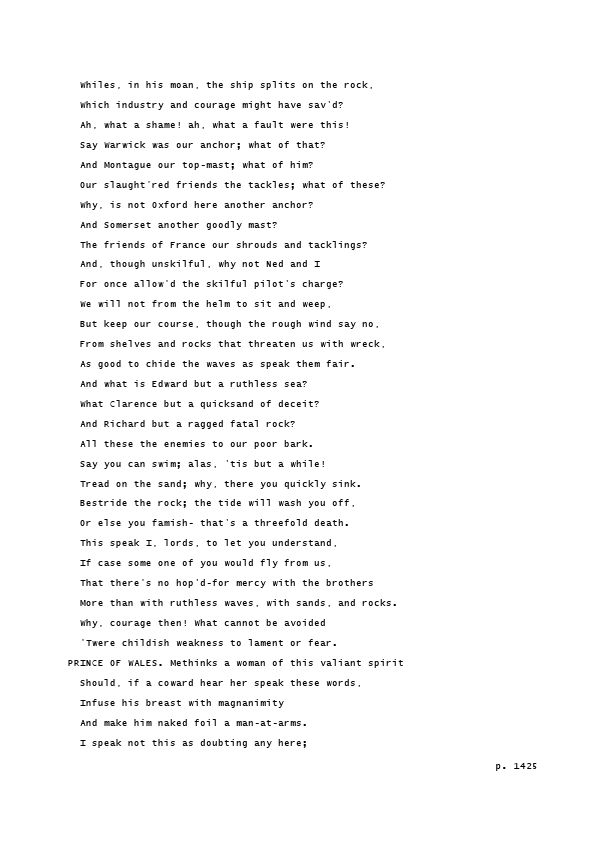 Whiles, in his moan, the ship splits on the rock,
Which industry and courage might have sav'd?
Ah, what a shame! ah, what a fault were this!
Say Warwick was our anchor; what of that?
And Montague our top-mast; what of him?
Our slaught'red friends the tackles; what of these?
Why, is not Oxford here another anchor?
And Somerset another goodly mast?
The friends of France our shrouds and tacklings?
And, though unskilful, why not Ned and I
For once allow'd the skilful pilot's charge?
We will not from the helm to sit and weep,
But keep our course, though the rough wind say no,
From shelves and rocks that threaten us with wreck,
As good to chide the waves as speak them fair.
And what is Edward but a ruthless sea?
What Clarence but a quicksand of deceit?
And Richard but a ragged fatal rock?
All these the enemies to our poor bark.
Say you can swim; alas, 'tis but a while!
Tread on the sand; why, there you quickly sink.
Bestride the rock; the tide will wash you off,
Or else you famish- that's a threefold death.
This speak I, lords, to let you understand,
If case some one of you would fly from us,
That there's no hop'd-for mercy with the brothers
More than with ruthless waves, with sands, and rocks.
Why, courage then! What cannot be avoided
'Twere childish weakness to lament or fear.
PRINCE OF WALES. Methinks a woman of this valiant spirit
Should, if a coward hear her speak these words,
Infuse his breast with magnanimity
And make him naked foil a man-at-arms.
I speak not this as doubting any here;
p. 1425